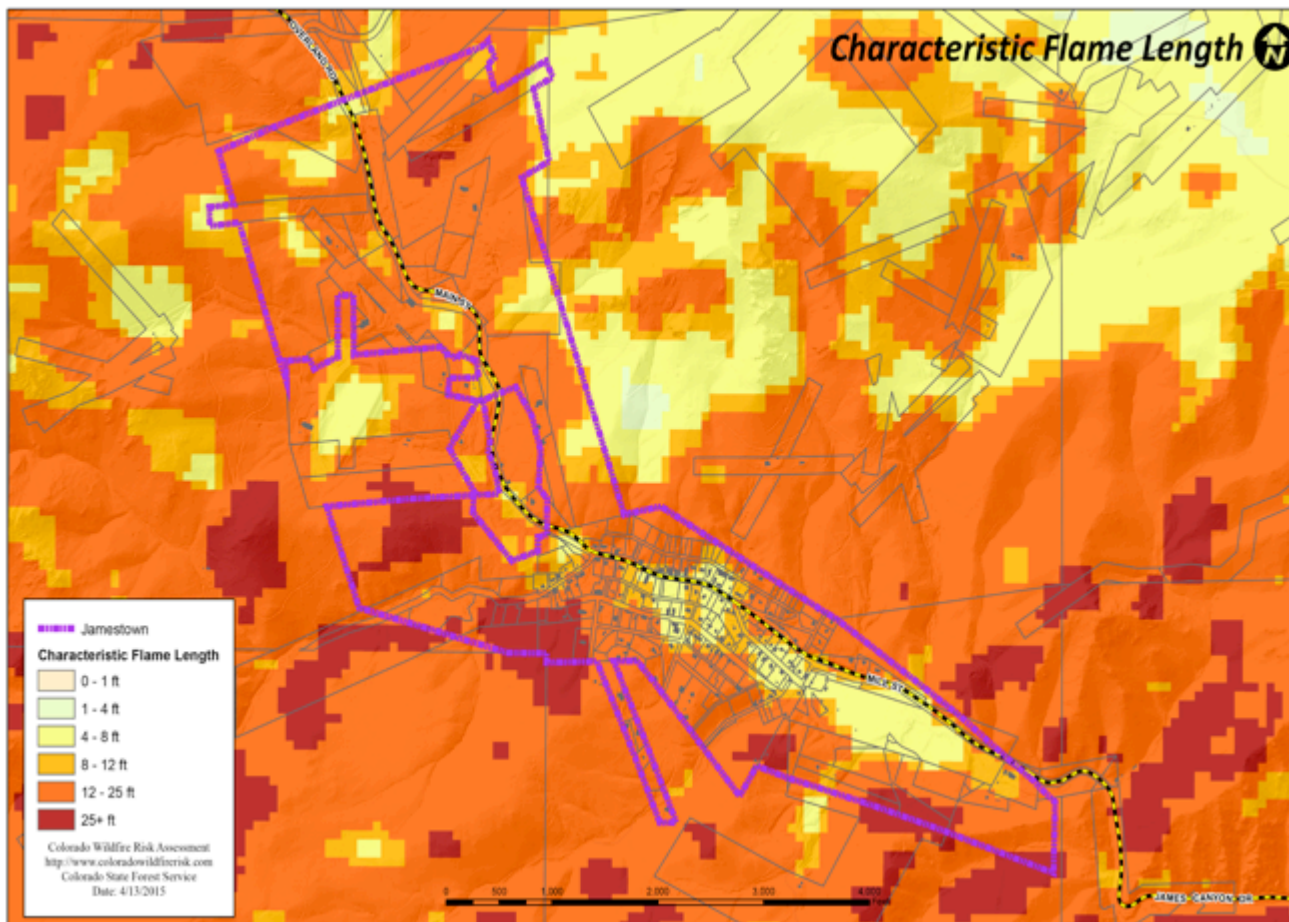 Characteristic Flame Length
N
OVERLAND RD
MAIN ST
MILL ST
JAMES CANYON DR
Jamestown
Characteristic Flame Length
0 - 1 ft
1 - 4 ft
4 - 8 ft
8 - 12 ft
12 - 25 ft
25+ ft
Colorado Wildfire Risk Assessment
http://www.coloradowildfirerisk.com
Colorado State Forest Service
Date: 4/13/2015
0 500 1,000 2,000 3,000 4,000
Feet